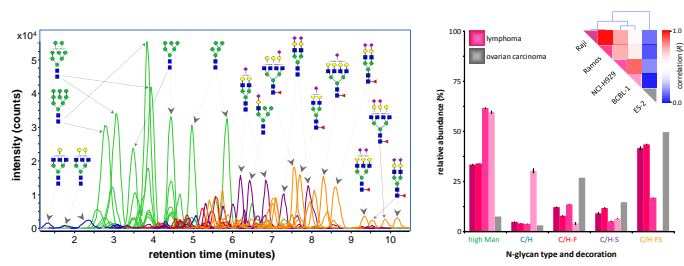 x10⁴
5
4
3
2
1
0
intensity (counts)
2
3
4
5
6
7
8
9
10
retention time (minutes)
100
75
50
25
0
relative abundance (%)
lymphoma
ovarian carcinoma
Raji
Ramos
NCI-H929
BCBL-1
ES-2
1.0
0.0
correlation (R)
high Man
C/H
C/H-F
C/H-S
C/H-FS
N-glycan type and decoration